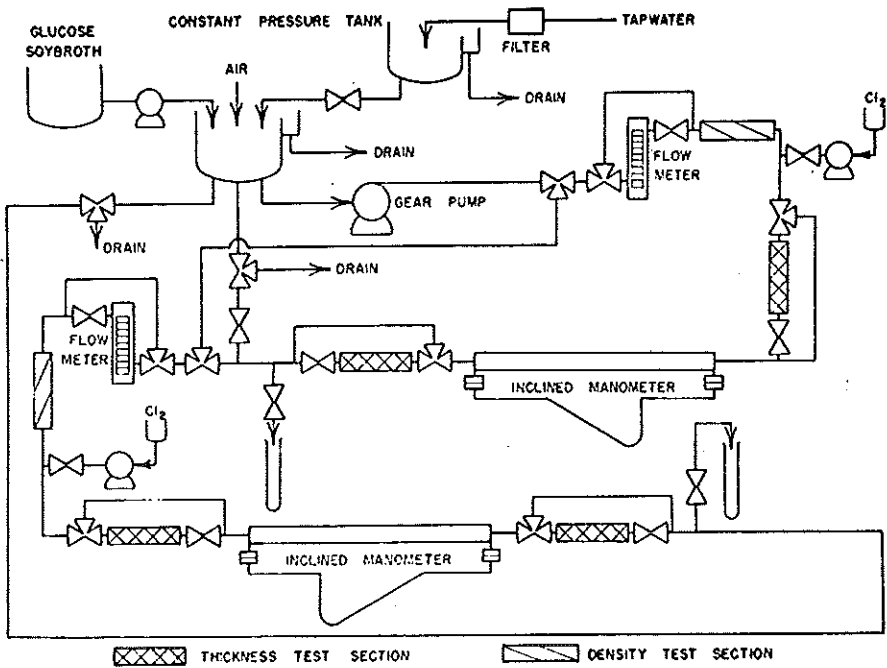 GLUCOSE
SOYBROTH
CONSTANT PRESSURE TANK
TAPWATER
FILTER
AIR
DRAIN
Cl2
DRAIN
FLOW
METER
GEAR PUMP
DRAIN
DRAIN
FLOW
METER
INCLINED MANOMETER
Cl2
INCLINED MANOMETER
THICKNESS TEST SECTION
DENSITY TEST SECTION